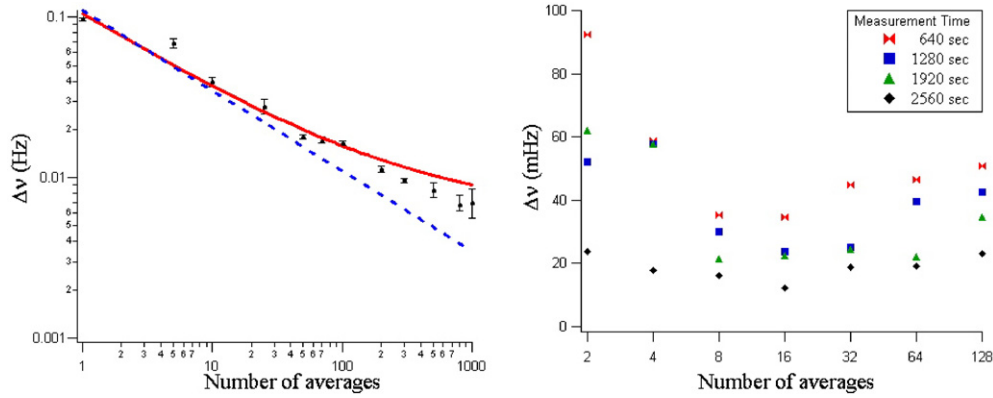 0.1
6
5
4
3
2
0.01
6
5
4
3
2
0.001
Δν (Hz)
1 2 3 4 5 6 7 10 2 3 4 5 6 7 100 2 3 4 5 6 7 1000
Number of averages
100
80
60
40
20
0
Δν (mHz)
Measurement Time
640 sec
1280 sec
1920 sec
2560 sec
2 4 8 16 32 64 128
Number of averages